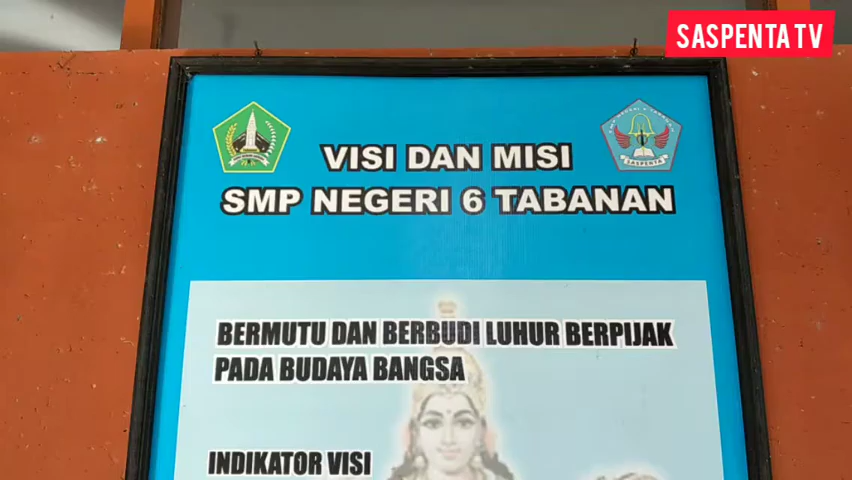 SASPENTA TV
VISI DAN MISI
SMP NEGERI 6 TABANAN
SASPENTA
BERMUTU DAN BERBUDI LUHUR BERPIJAK
PADA BUDAYA BANGSA
INDIKATOR VISI